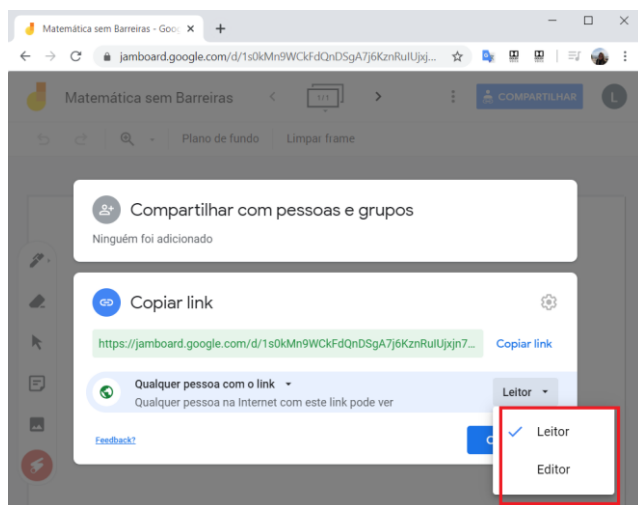 Matemática sem Barreiras - Goo
jamboard.google.com/d/1s0kMn9WCkFdQnDSgA7j6KznRulUjxj...
Matemática sem Barreiras
1/1
COMPARTILHAR
L
Plano de fundo
Limpar frame
Compartilhar com pessoas e grupos
Ninguém foi adicionado
Copiar link
https://jamboard.google.com/d/1s0kMn9WCkFdQnDSgA7j6KznRulUjxjn7...
Copiar link
Qualquer pessoa com o link
Qualquer pessoa na Internet com este link pode ver
Leitor
Feedback?
Leitor
Editor